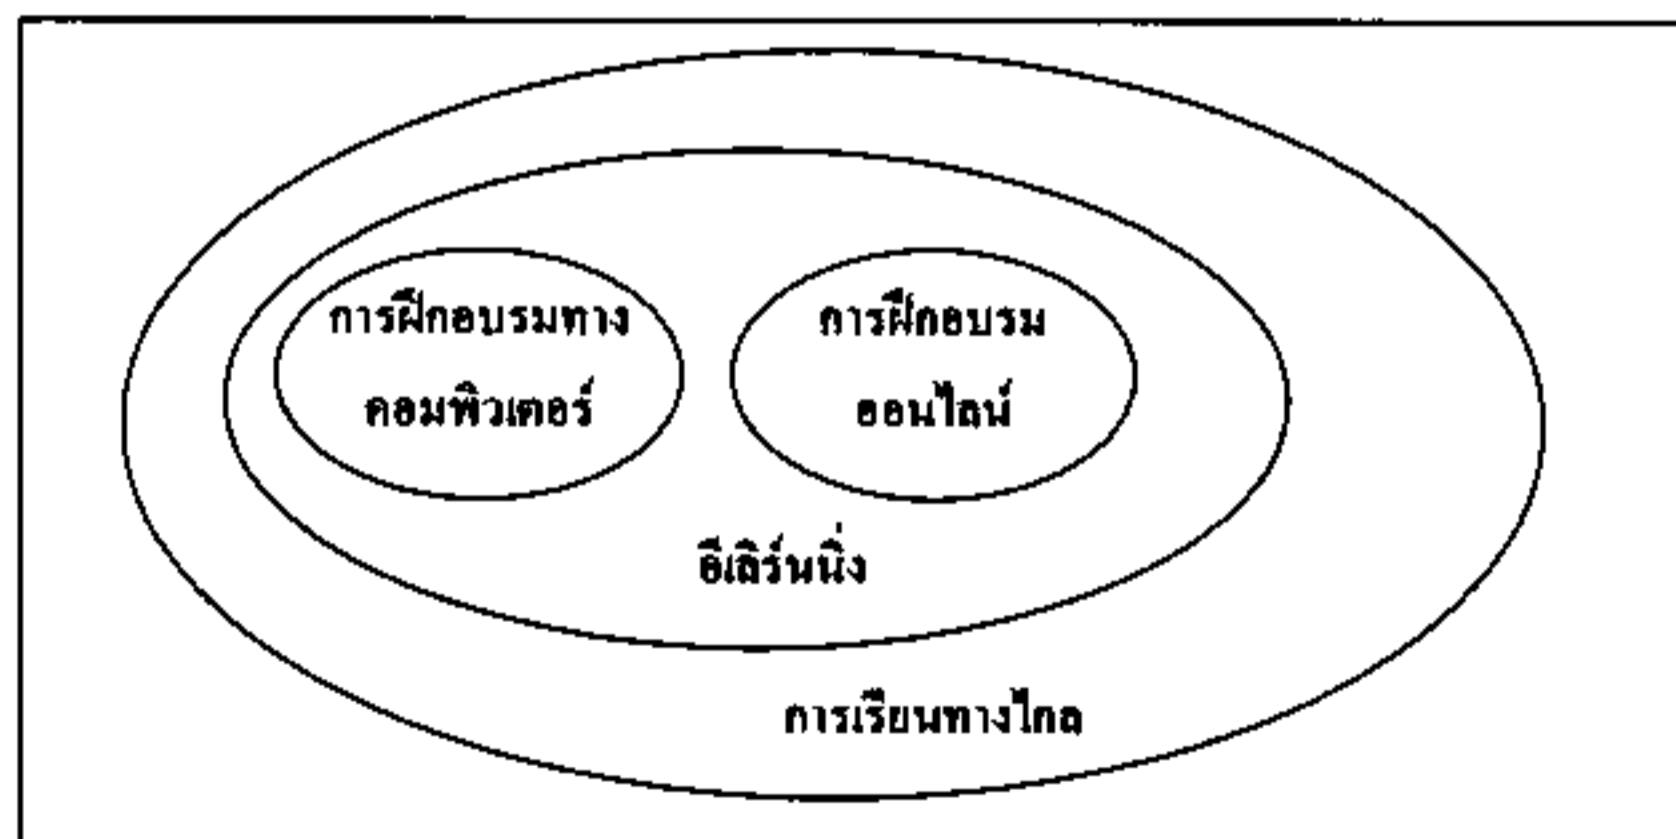 การฝึกอบรมทาง
คอมพิวเตอร์
การฝึกอบรม
ออนไลน์
อีเลิร์นนิ่ง
การเรียนทางไกล